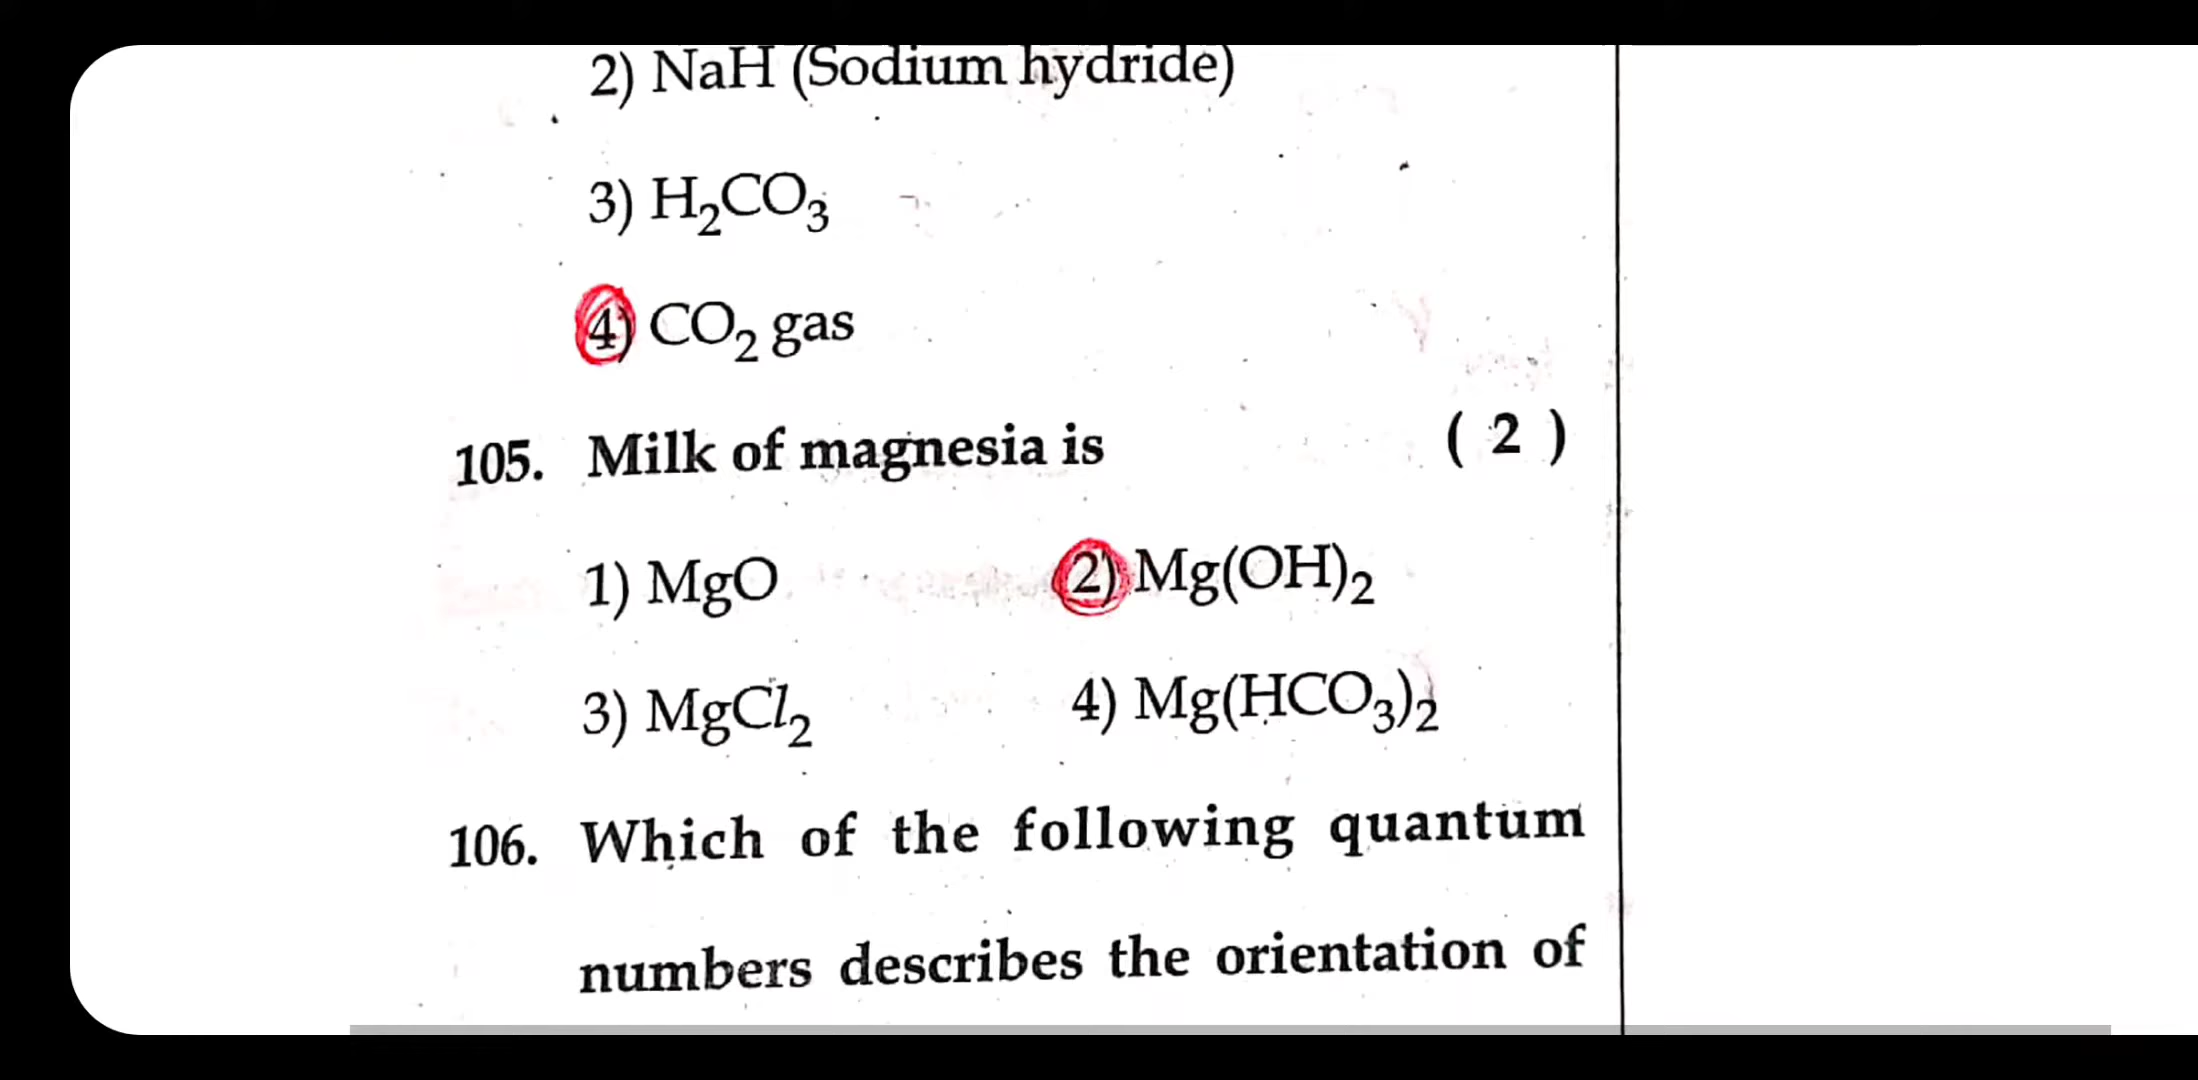 2) NaH (Sodium hydride)
3) H₂CO₃
4) CO₂ gas
105. Milk of magnesia is ( 2 )
1) MgO 2) Mg(OH)₂
3) MgCl₂ 4) Mg(HCO₃)₂
106. Which of the following quantum
numbers describes the orientation of